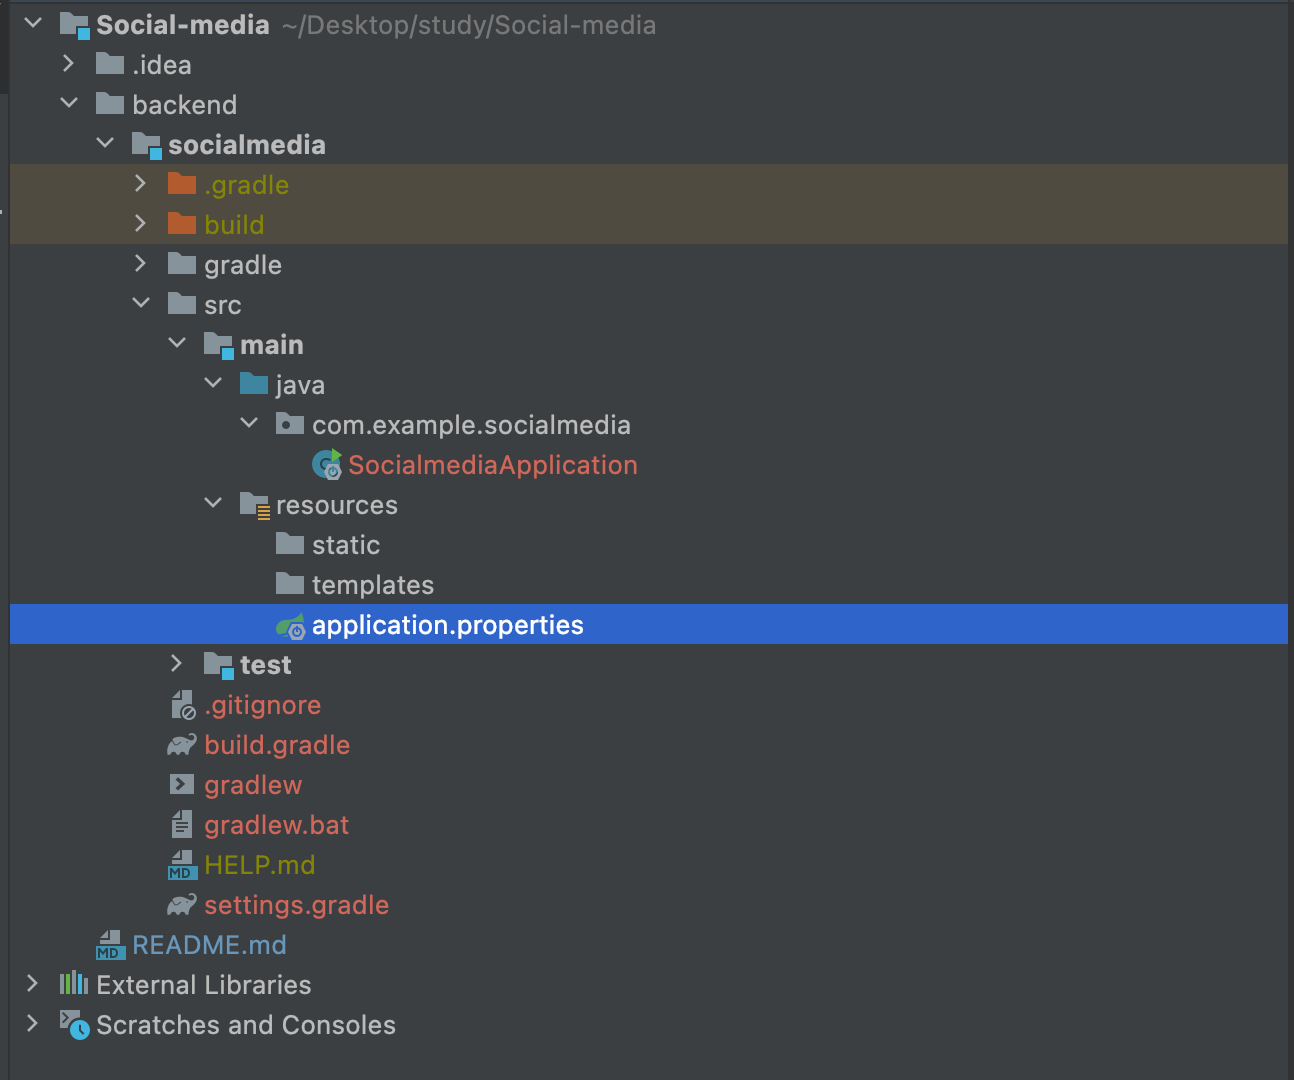 Social-media ~/Desktop/study/Social-media
.idea
backend
socialmedia
.gradle
build
gradle
src
main
java
com.example.socialmedia
SocialmediaApplication
resources
static
templates
application.properties
test
.gitignore
build.gradle
gradlew
gradlew.bat
HELP.md
settings.gradle
README.md
External Libraries
Scratches and Consoles